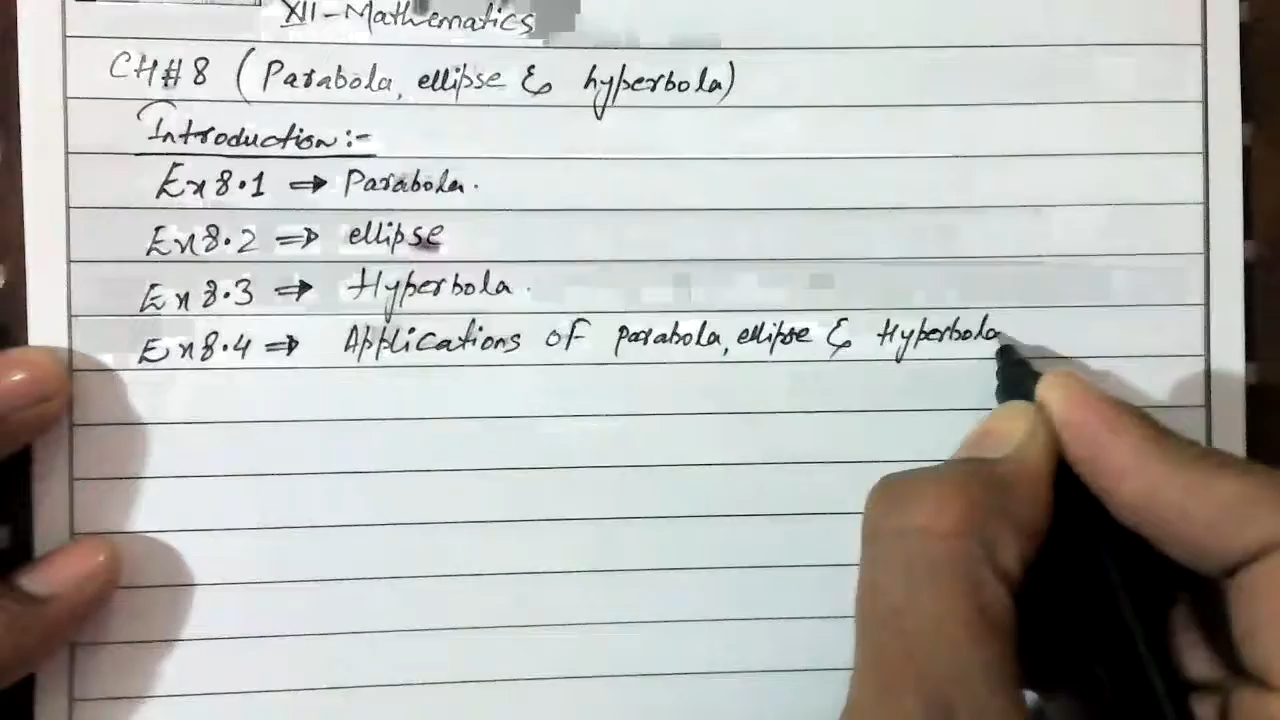 XII-Mathematics
CH#8 (Parabola, ellipse & hyperbola)
Introduction:-
Ex 8.1 ⇒ Parabola.
Ex 8.2 ⇒ ellipse
Ex 8.3 ⇒ Hyperbola.
Ex 8.4 ⇒ Applications of parabola, ellipse & Hyperbola